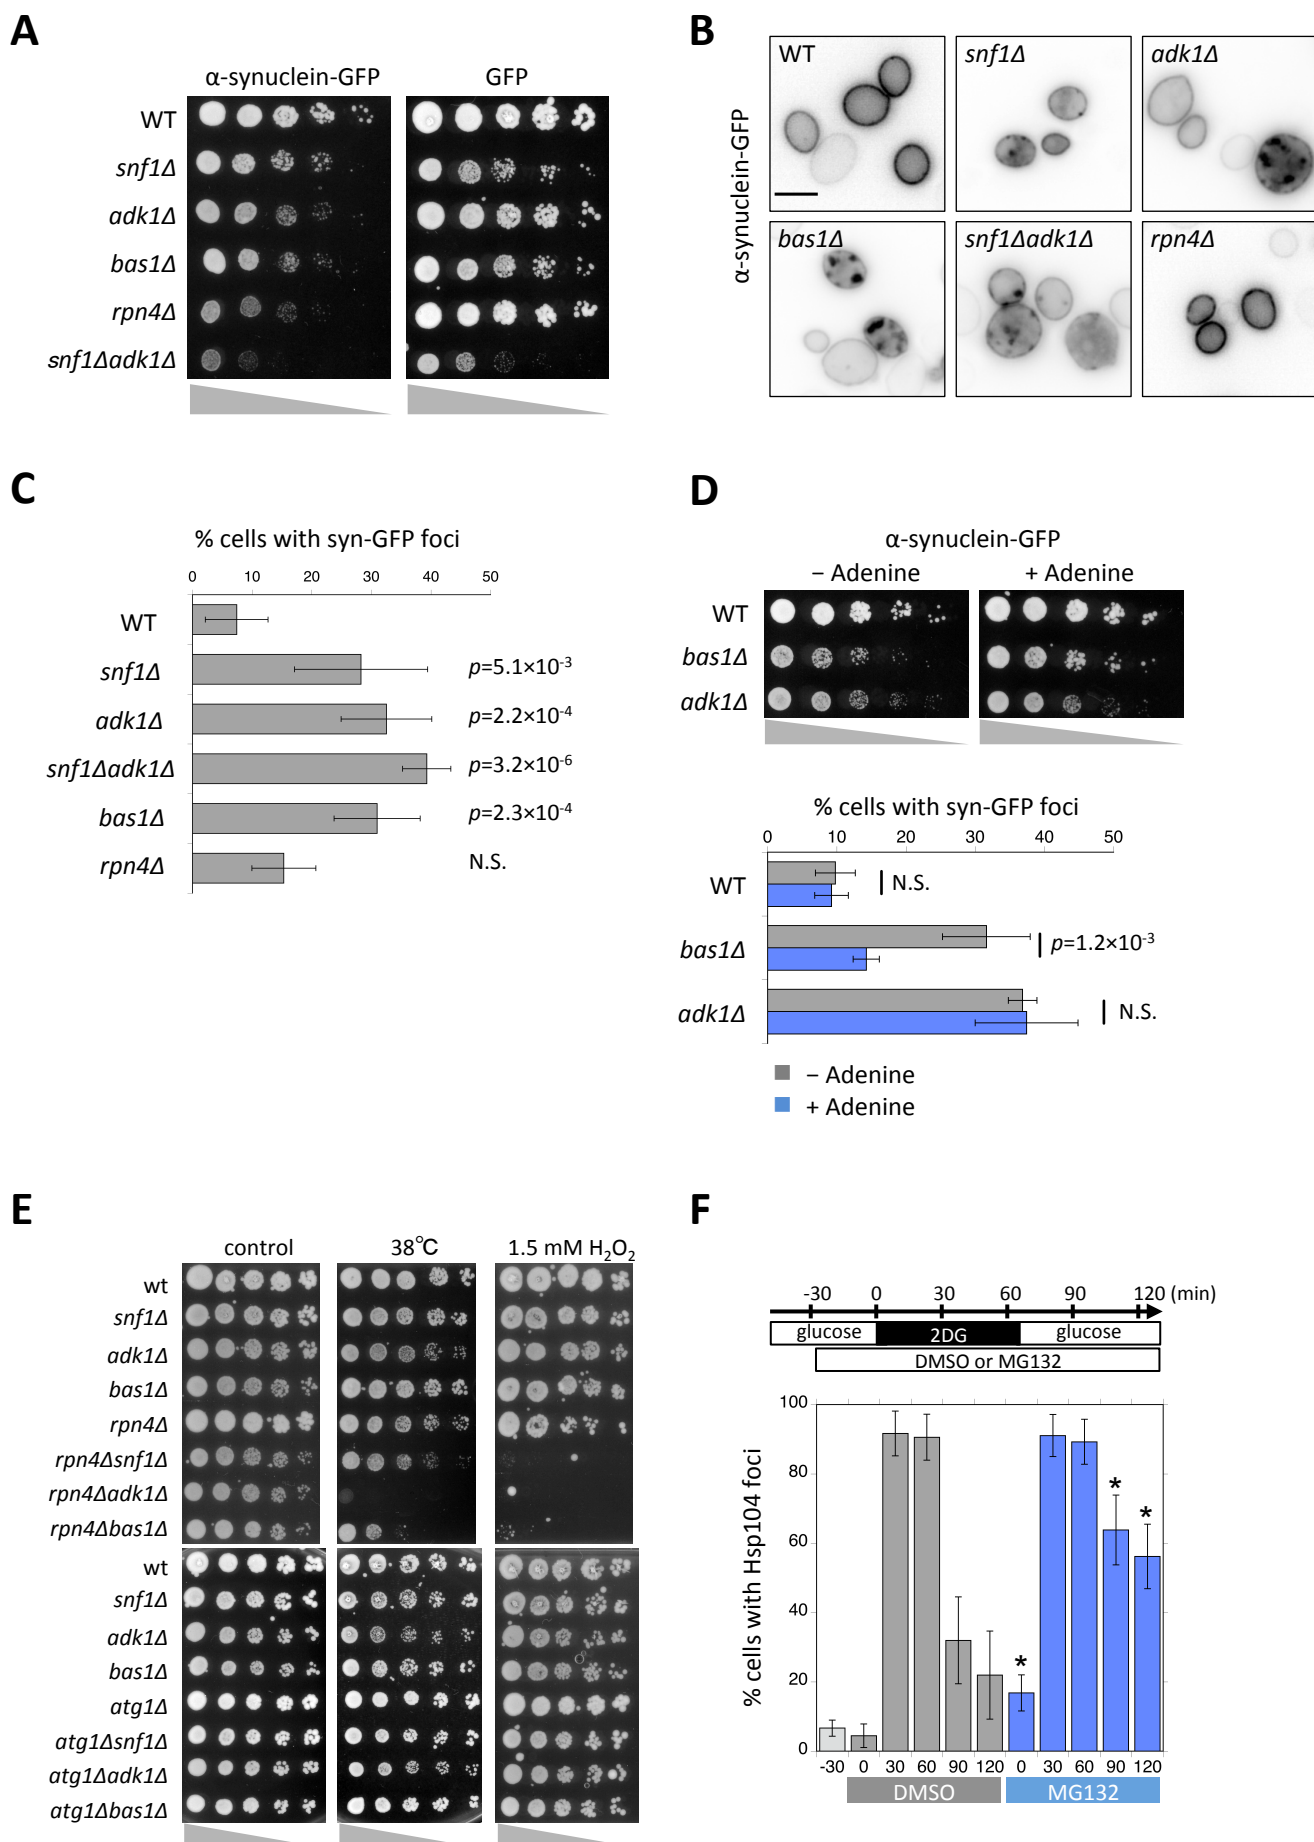 A
α-synuclein-GFP
GFP
WT
snf1Δ
adk1Δ
bas1Δ
rpn4Δ
snf1Δadk1Δ
B
α-synuclein-GFP
WT
snf1Δ
adk1Δ
bas1Δ
snf1Δadk1Δ
rpn4Δ
C
% cells with syn-GFP foci
0 10 20 30 40 50
WT
snf1Δ p=5.1×10⁻³
adk1Δ p=2.2×10⁻⁴
snf1Δadk1Δ p=3.2×10⁻⁶
bas1Δ p=2.3×10⁻⁴
rpn4Δ N.S.
D
α-synuclein-GFP
− Adenine + Adenine
WT
bas1Δ
adk1Δ
% cells with syn-GFP foci
0 10 20 30 40 50
WT N.S.
bas1Δ p=1.2×10⁻³
adk1Δ N.S.
− Adenine
+ Adenine
E
control 38℃ 1.5 mM H₂O₂
wt
snf1Δ
adk1Δ
bas1Δ
rpn4Δ
rpn4Δsnf1Δ
rpn4Δadk1Δ
rpn4Δbas1Δ
wt
snf1Δ
adk1Δ
bas1Δ
atg1Δ
atg1Δsnf1Δ
atg1Δadk1Δ
atg1Δbas1Δ
F
-30 0 30 60 90 120 (min)
glucose 2DG glucose
DMSO or MG132
% cells with Hsp104 foci
100
80
60
40
20
0
* * *
-30 0 30 60 90 120 0 30 60 90 120
DMSO MG132